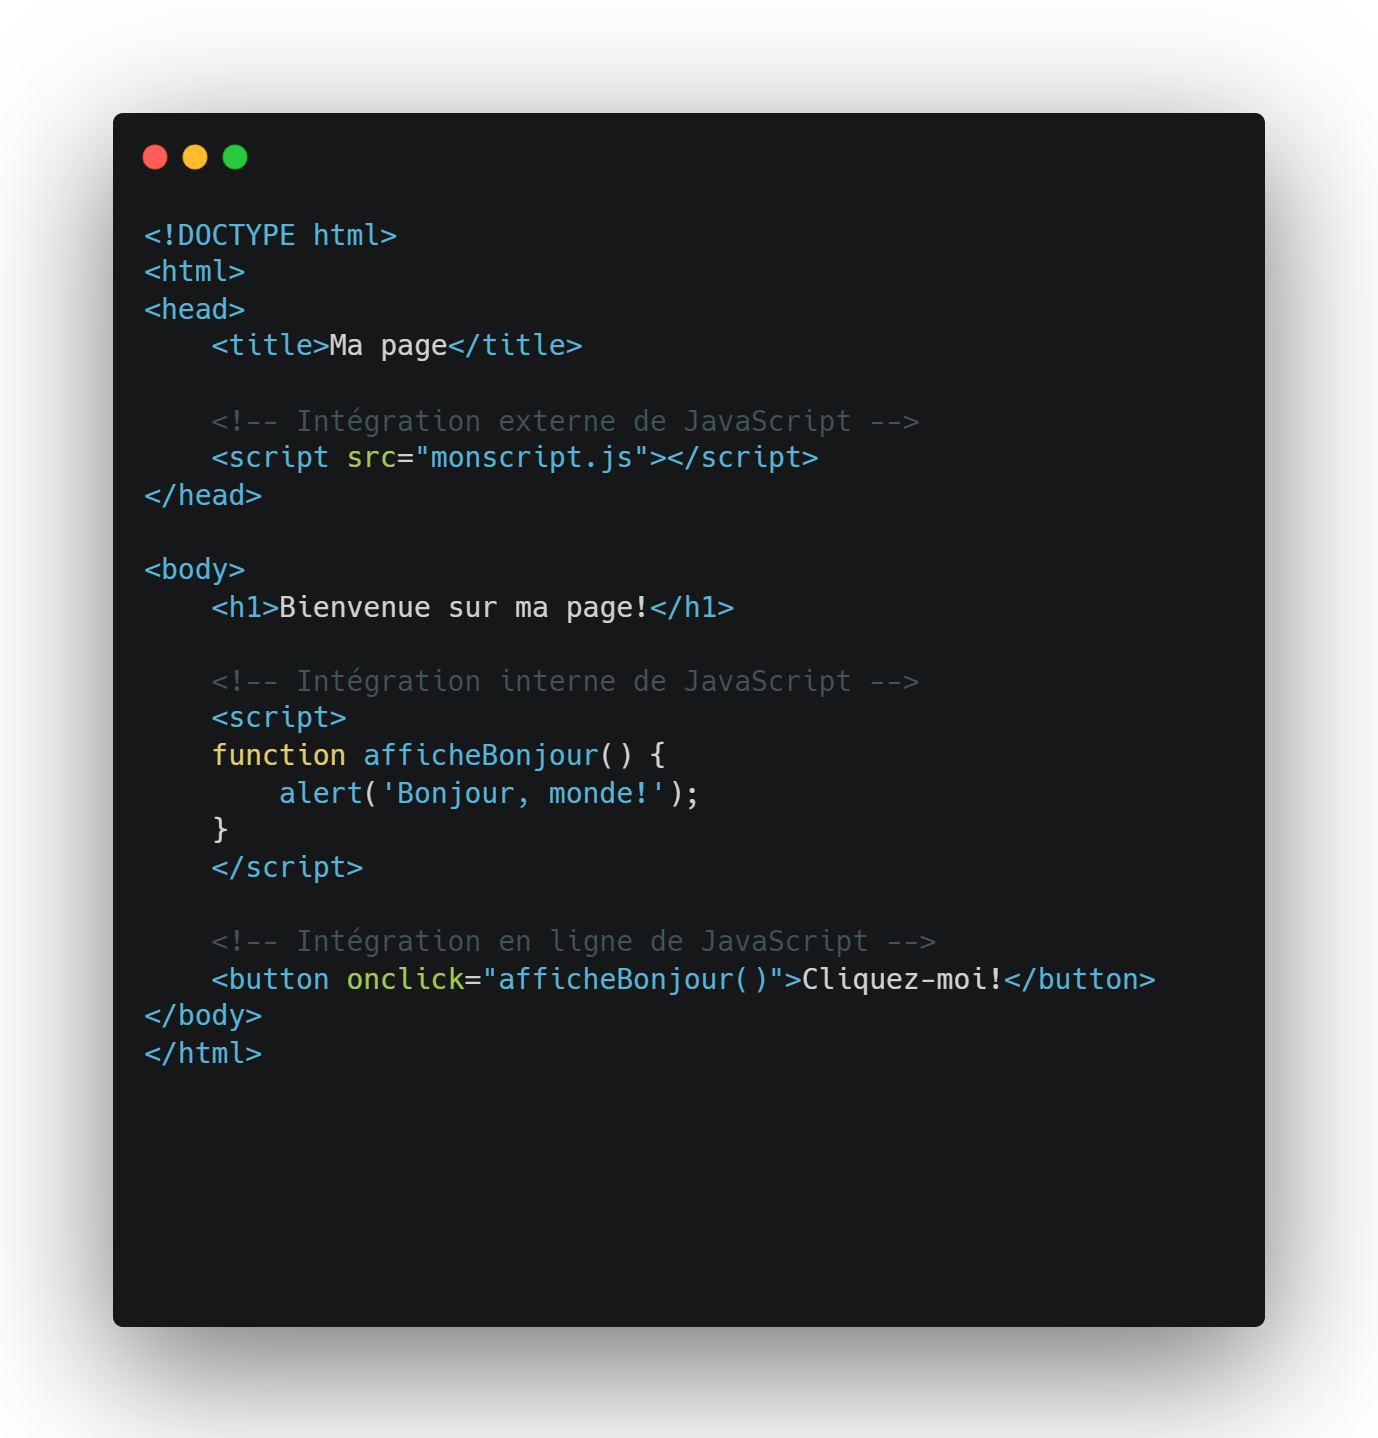 <!DOCTYPE html>
<html>
<head>
    <title>Ma page</title>

    <!-- Intégration externe de JavaScript -->
    <script src="monscript.js"></script>
</head>

<body>
    <h1>Bienvenue sur ma page!</h1>

    <!-- Intégration interne de JavaScript -->
    <script>
    function afficheBonjour() {
        alert('Bonjour, monde!');
    }
    </script>

    <!-- Intégration en ligne de JavaScript -->
    <button onclick="afficheBonjour()">Cliquez-moi!</button>
</body>
</html>